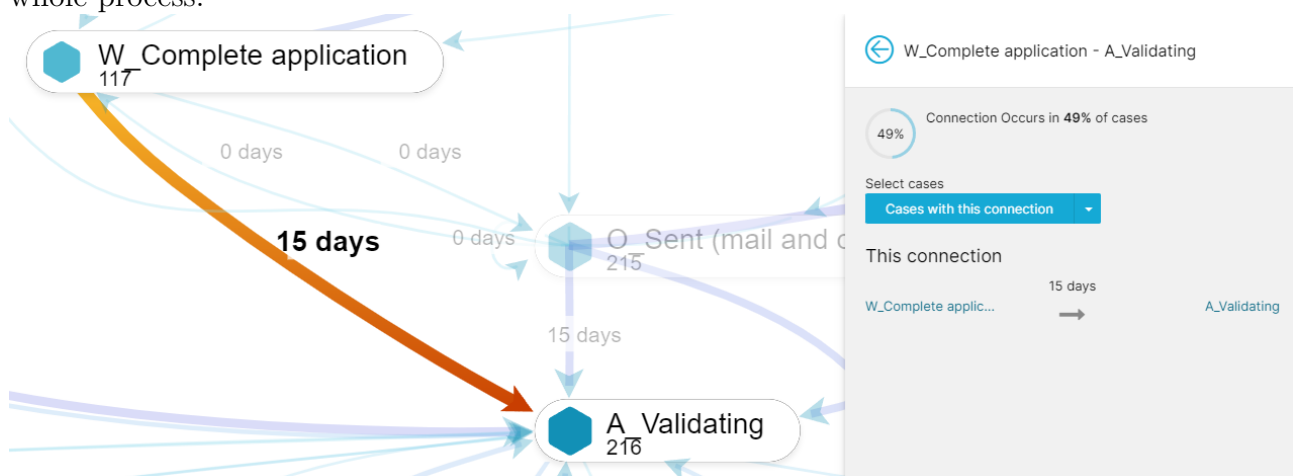 whole process.
W_Complete application
117
0 days
0 days
15 days
0 days
O_Sent (mail and o
215
15 days
A_Validating
216
W_Complete application - A_Validating
49%
Connection Occurs in 49% of cases
Select cases
Cases with this connection
This connection
15 days
W_Complete applic...
A_Validating